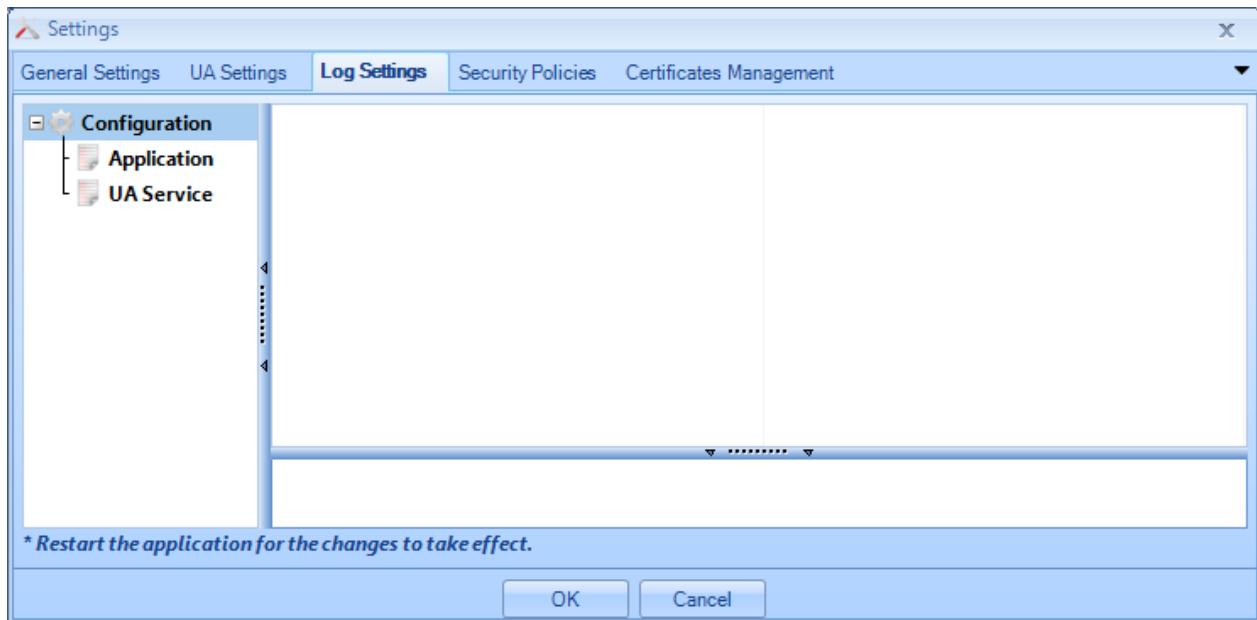 Settings
General Settings UA Settings Log Settings Security Policies Certificates Management
Configuration
Application
UA Service
* Restart the application for the changes to take effect.
OK Cancel